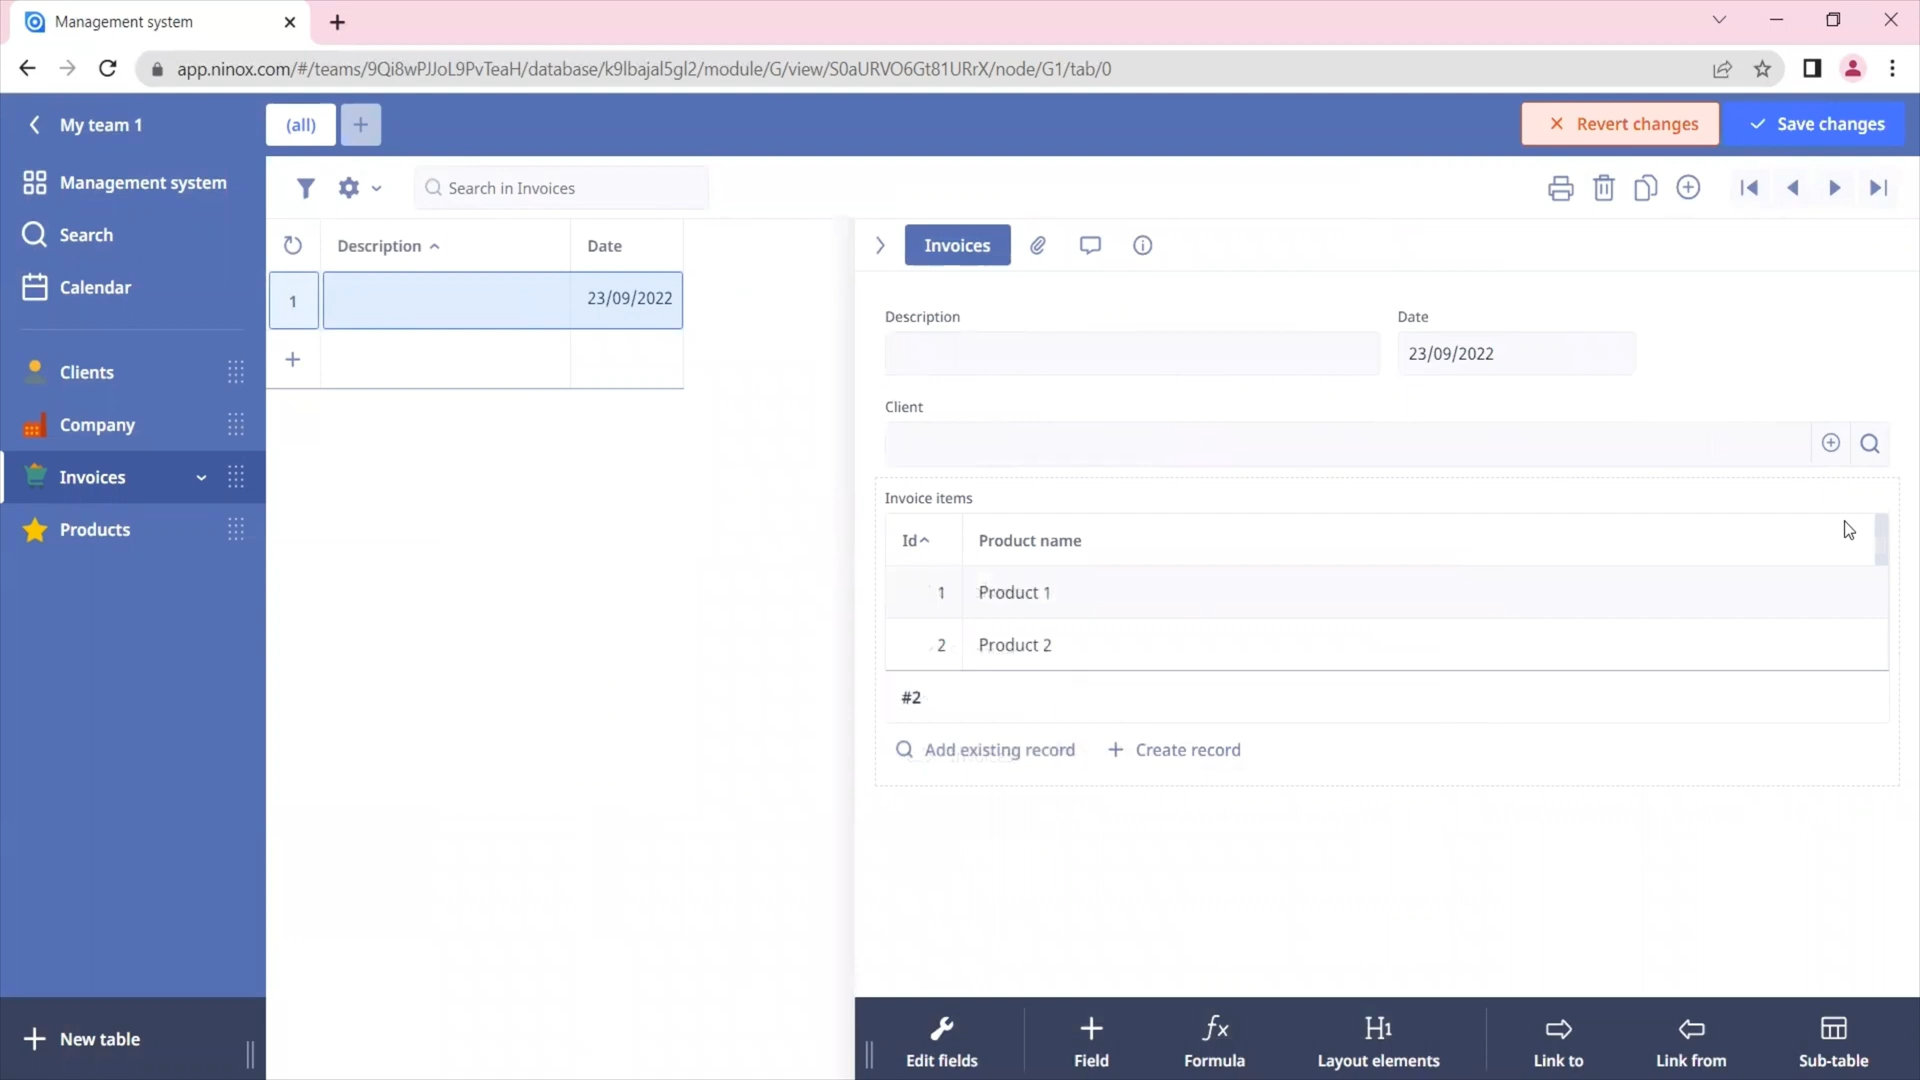 Management system
app.ninox.com/#/teams/9Qi8wPJJoL9PvTeaH/database/k9lbajal5gl2/module/G/view/S0aURVO6Gt81URrX/node/G1/tab/0
My team 1
(all)
Revert changes
Save changes
Management system
Search
Calendar
Clients
Company
Invoices
Products
New table
Search in Invoices
Description
Date
1
23/09/2022
Invoices
Description
Date
23/09/2022
Client
Invoice items
Id
Product name
1
Product 1
2
Product 2
#2
Add existing record
Create record
Edit fields
Field
fx
Formula
H1
Layout elements
Link to
Link from
Sub-table